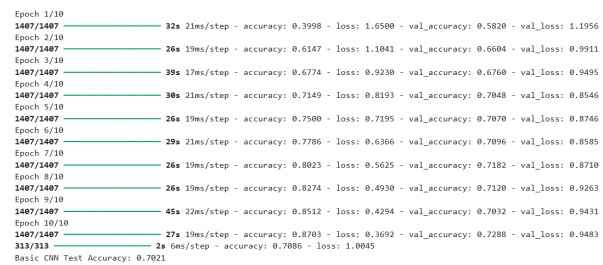 Epoch 1/10
1407/1407 32s 21ms/step - accuracy: 0.3998 - loss: 1.6500 - val_accuracy: 0.5820 - val_loss: 1.1956
Epoch 2/10
1407/1407 26s 19ms/step - accuracy: 0.6147 - loss: 1.1041 - val_accuracy: 0.6604 - val_loss: 0.9911
Epoch 3/10
1407/1407 39s 17ms/step - accuracy: 0.6774 - loss: 0.9230 - val_accuracy: 0.6760 - val_loss: 0.9495
Epoch 4/10
1407/1407 30s 21ms/step - accuracy: 0.7149 - loss: 0.8193 - val_accuracy: 0.7048 - val_loss: 0.8546
Epoch 5/10
1407/1407 26s 19ms/step - accuracy: 0.7500 - loss: 0.7195 - val_accuracy: 0.7070 - val_loss: 0.8746
Epoch 6/10
1407/1407 29s 21ms/step - accuracy: 0.7786 - loss: 0.6366 - val_accuracy: 0.7096 - val_loss: 0.8585
Epoch 7/10
1407/1407 26s 19ms/step - accuracy: 0.8023 - loss: 0.5625 - val_accuracy: 0.7182 - val_loss: 0.8710
Epoch 8/10
1407/1407 26s 19ms/step - accuracy: 0.8274 - loss: 0.4930 - val_accuracy: 0.7120 - val_loss: 0.9263
Epoch 9/10
1407/1407 45s 22ms/step - accuracy: 0.8512 - loss: 0.4294 - val_accuracy: 0.7032 - val_loss: 0.9431
Epoch 10/10
1407/1407 27s 19ms/step - accuracy: 0.8703 - loss: 0.3692 - val_accuracy: 0.7288 - val_loss: 0.9483
313/313 2s 6ms/step - accuracy: 0.7086 - loss: 1.0045
Basic CNN Test Accuracy: 0.7021